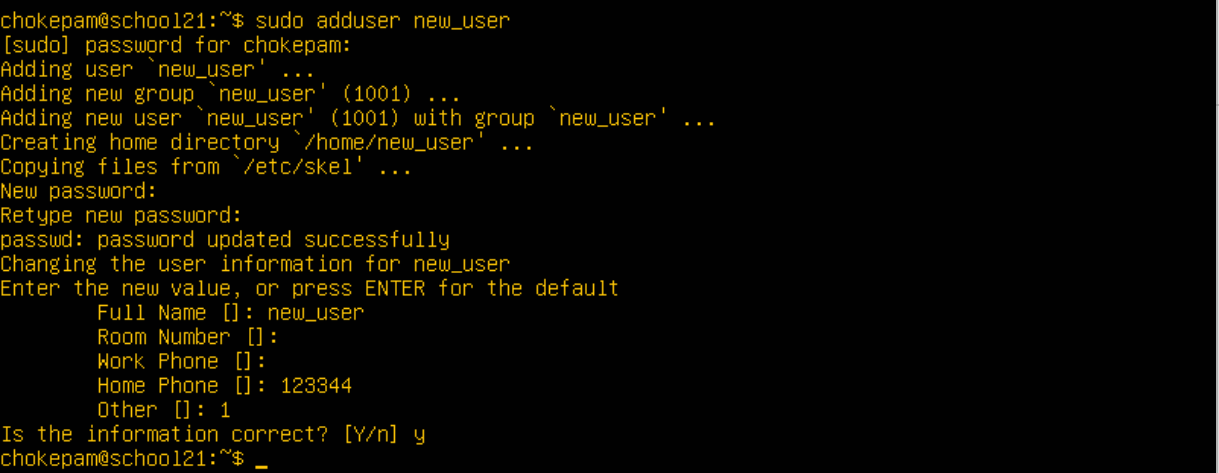 chokepam@school21:~$ sudo adduser new_user
[sudo] password for chokepam:
Adding user `new_user' ...
Adding new group `new_user' (1001) ...
Adding new user `new_user' (1001) with group `new_user' ...
Creating home directory `/home/new_user' ...
Copying files from `/etc/skel' ...
New password:
Retype new password:
passwd: password updated successfully
Changing the user information for new_user
Enter the new value, or press ENTER for the default
Full Name []: new_user
Room Number []:
Work Phone []:
Home Phone []: 123344
Other []: 1
Is the information correct? [Y/n] y
chokepam@school21:~$ _